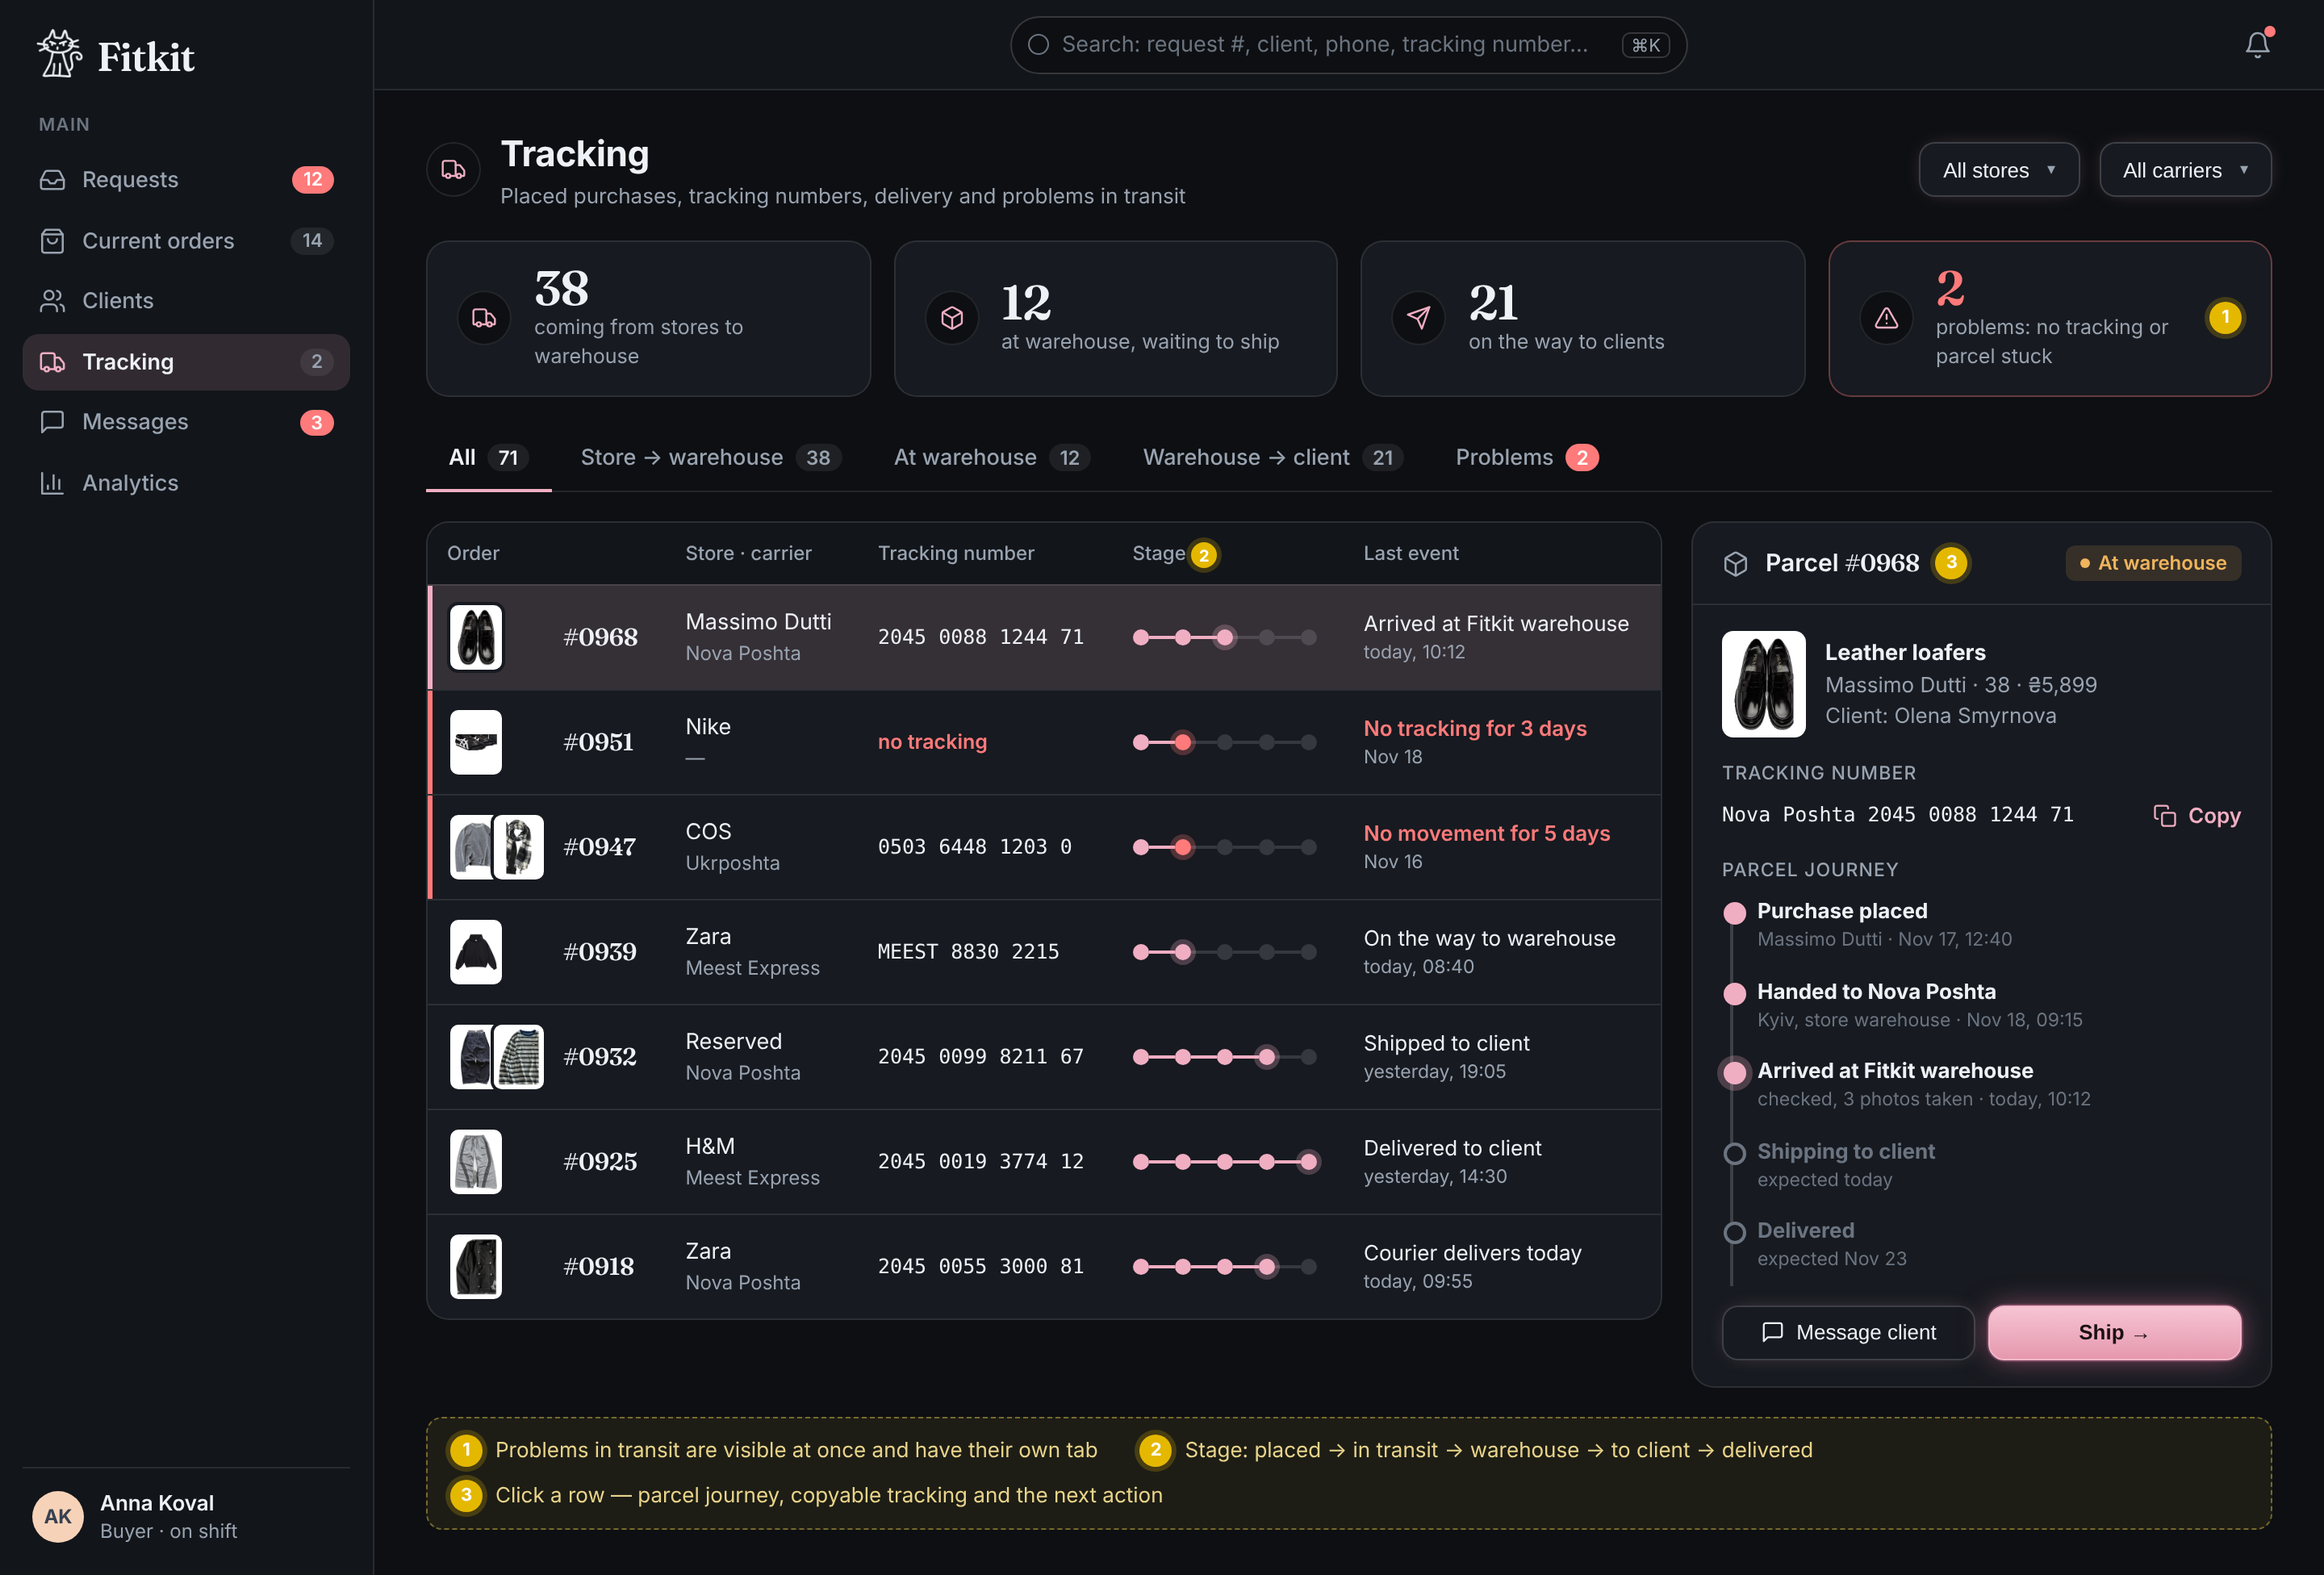 Fitkit
Search: request #, client, phone, tracking number...
⌘K
MAIN
Requests 12
Current orders 14
Clients
Tracking 2
Messages 3
Analytics
Tracking
Placed purchases, tracking numbers, delivery and problems in transit
All stores ▼
All carriers ▼
38
coming from stores to
warehouse
12
at warehouse, waiting to ship
21
on the way to clients
2
problems: no tracking or
parcel stuck
1
All 71
Store → warehouse 38
At warehouse 12
Warehouse → client 21
Problems 2
Order
Store · carrier
Tracking number
Stage 2
Last event
#0968
Massimo Dutti
Nova Poshta
2045 0088 1244 71
Arrived at Fitkit warehouse
today, 10:12
#0951
Nike
—
no tracking
No tracking for 3 days
Nov 18
#0947
COS
Ukrposhta
0503 6448 1203 0
No movement for 5 days
Nov 16
#0939
Zara
Meest Express
MEEST 8830 2215
On the way to warehouse
today, 08:40
#0932
Reserved
Nova Poshta
2045 0099 8211 67
Shipped to client
yesterday, 19:05
#0925
H&M
Meest Express
2045 0019 3774 12
Delivered to client
yesterday, 14:30
#0918
Zara
Nova Poshta
2045 0055 3000 81
Courier delivers today
today, 09:55
Parcel #0968 3
At warehouse
Leather loafers
Massimo Dutti · 38 · ₴5,899
Client: Olena Smyrnova
TRACKING NUMBER
Nova Poshta 2045 0088 1244 71
Copy
PARCEL JOURNEY
Purchase placed
Massimo Dutti · Nov 17, 12:40
Handed to Nova Poshta
Kyiv, store warehouse · Nov 18, 09:15
Arrived at Fitkit warehouse
checked, 3 photos taken · today, 10:12
Shipping to client
expected today
Delivered
expected Nov 23
Message client
Ship →
1 Problems in transit are visible at once and have their own tab
2 Stage: placed → in transit → warehouse → to client → delivered
3 Click a row — parcel journey, copyable tracking and the next action
AK
Anna Koval
Buyer · on shift